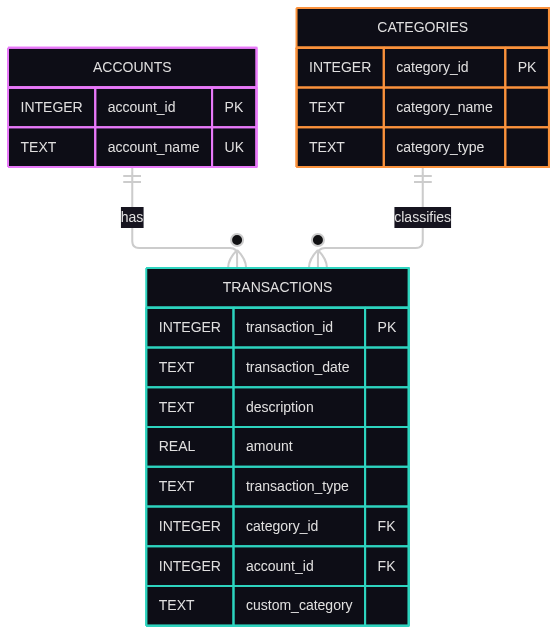 CATEGORIES
INTEGER category_id PK
TEXT category_name
TEXT category_type
ACCOUNTS
INTEGER account_id PK
TEXT account_name UK
has
classifies
TRANSACTIONS
INTEGER transaction_id PK
TEXT transaction_date
TEXT description
REAL amount
TEXT transaction_type
INTEGER category_id FK
INTEGER account_id FK
TEXT custom_category